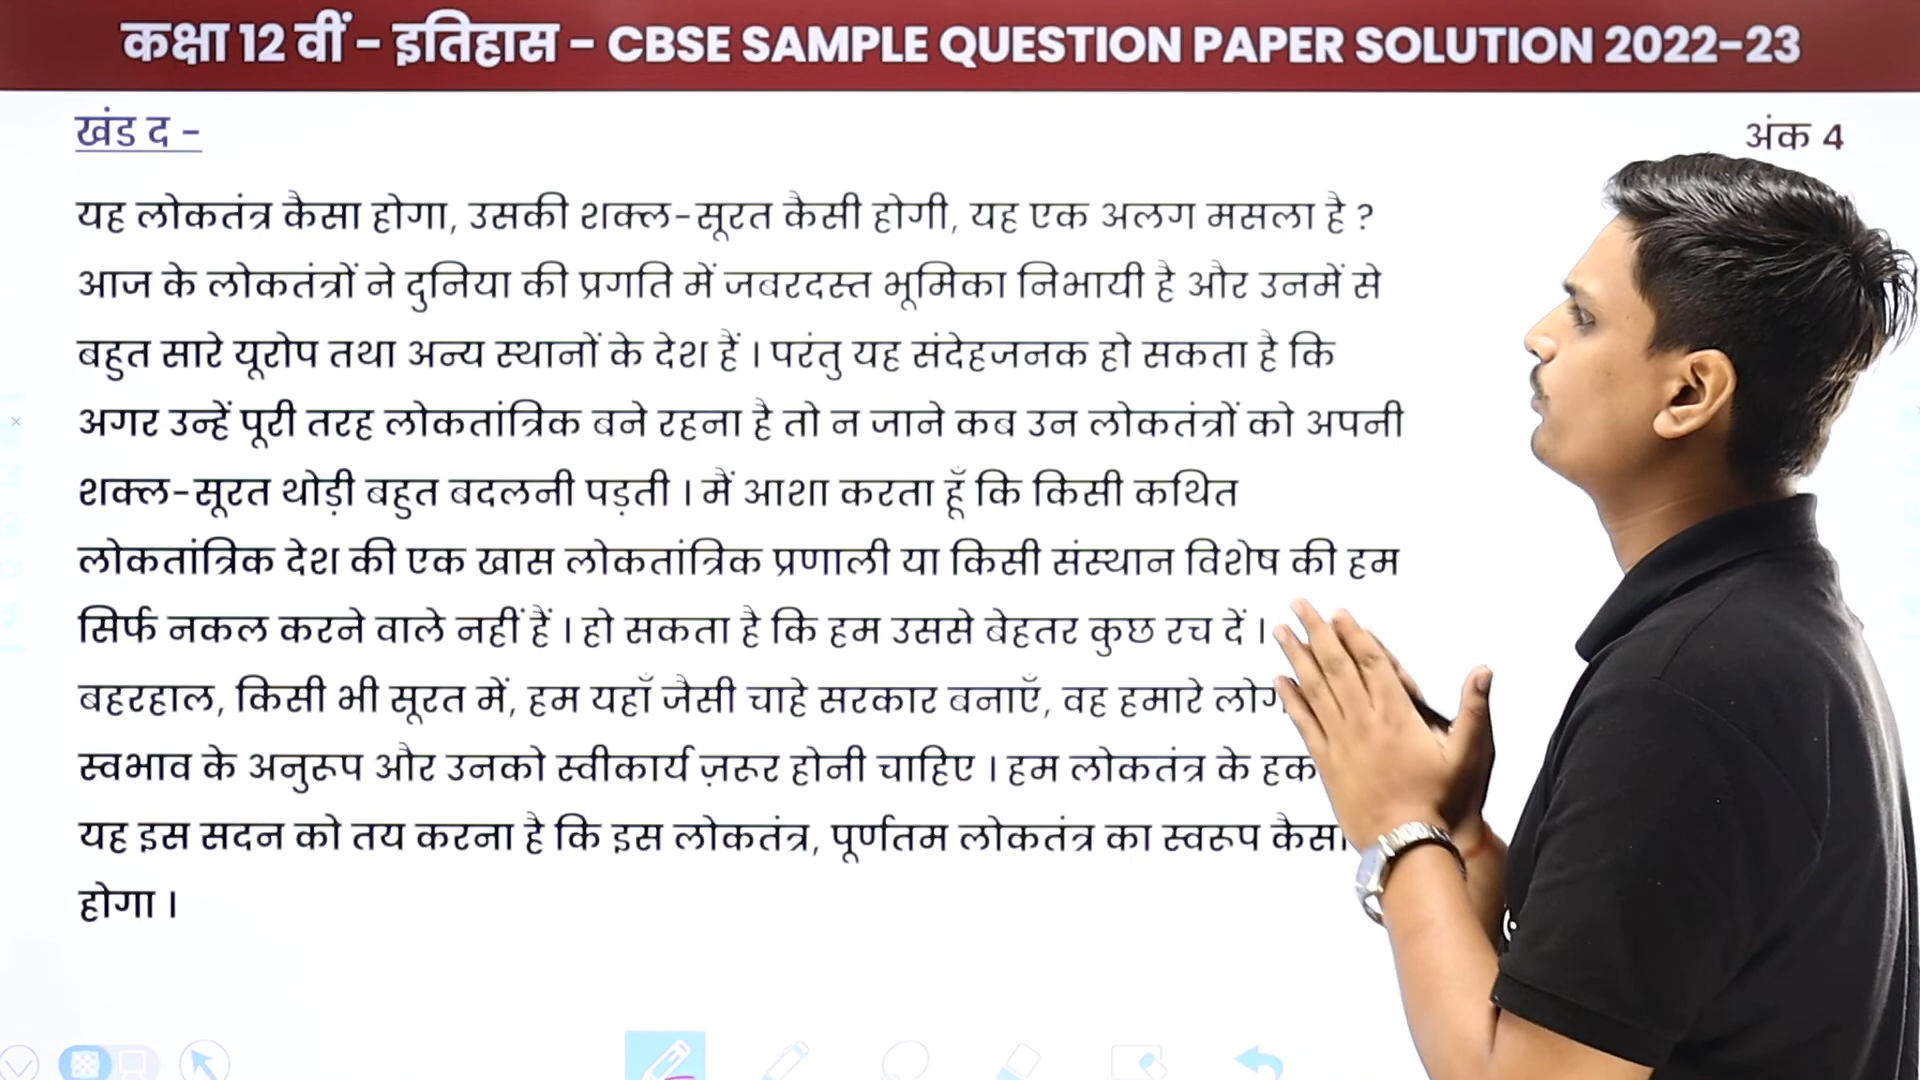 कक्षा 12 वीं - इतिहास - CBSE SAMPLE QUESTION PAPER SOLUTION 2022-23
खंड द -
अंक 4
यह लोकतंत्र कैसा होगा, उसकी शक्ल-सूरत कैसी होगी, यह एक अलग मसला है ?
आज के लोकतंत्रों ने दुनिया की प्रगति में जबरदस्त भूमिका निभायी है और उनमें से
बहुत सारे यूरोप तथा अन्य स्थानों के देश हैं । परंतु यह संदेहजनक हो सकता है कि
अगर उन्हें पूरी तरह लोकतांत्रिक बने रहना है तो न जाने कब उन लोकतंत्रों को अपनी
शक्ल-सूरत थोड़ी बहुत बदलनी पड़ती । मैं आशा करता हूँ कि किसी कथित
लोकतांत्रिक देश की एक खास लोकतांत्रिक प्रणाली या किसी संस्थान विशेष की हम
सिर्फ नकल करने वाले नहीं हैं । हो सकता है कि हम उससे बेहतर कुछ रच दें ।
बहरहाल, किसी भी सूरत में, हम यहाँ जैसी चाहे सरकार बनाएँ, वह हमारे
स्वभाव के अनुरूप और उनको स्वीकार्य ज़रूर होनी चाहिए । हम लोकतंत्र के हक
यह इस सदन को तय करना है कि इस लोकतंत्र, पूर्णतम लोकतंत्र का स्वरूप कैसा
होगा ।